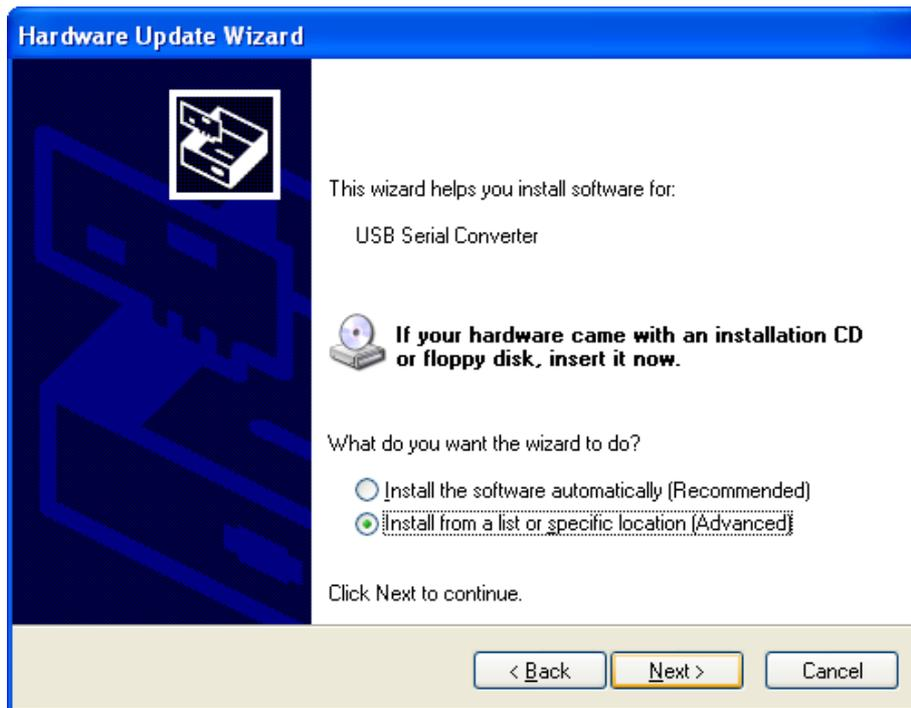 Hardware Update Wizard
This wizard helps you install software for:
USB Serial Converter
If your hardware came with an installation CD
or floppy disk, insert it now.
What do you want the wizard to do?
Install the software automatically (Recommended)
Install from a list or specific location (Advanced)
Click Next to continue.
< Back Next > Cancel